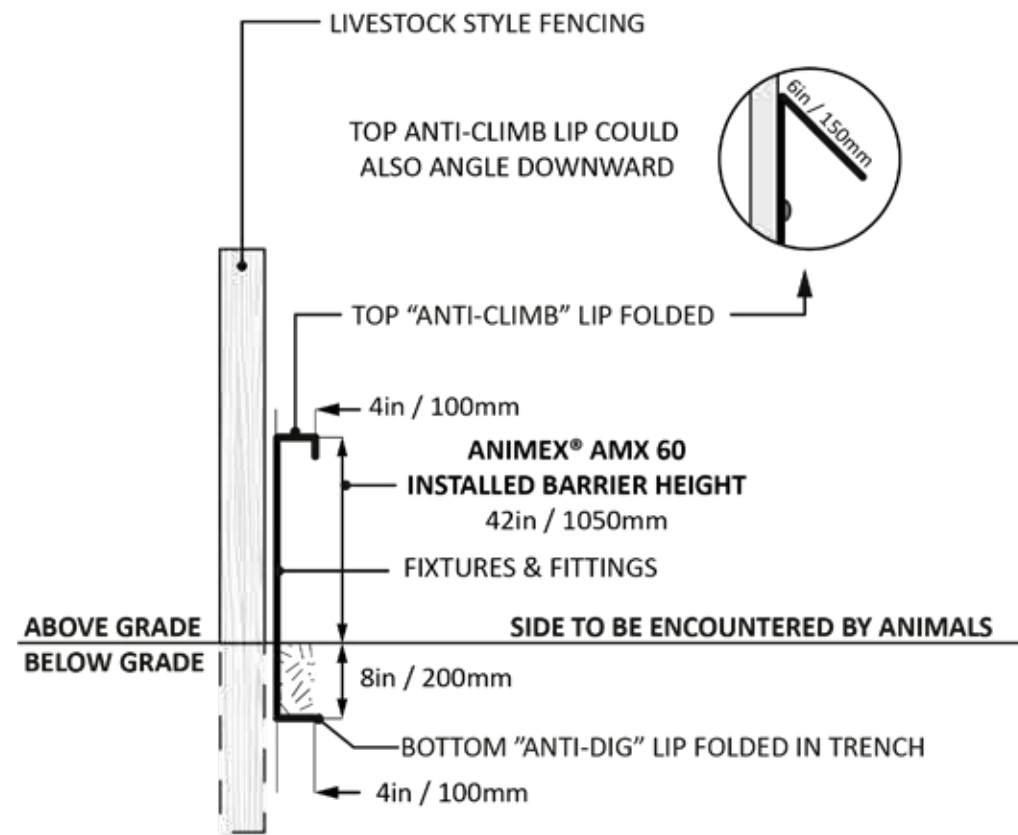 LIVESTOCK STYLE FENCING
TOP ANTI-CLIMB LIP COULD
ALSO ANGLE DOWNWARD
6in / 150mm
TOP “ANTI-CLIMB” LIP FOLDED
4in / 100mm
ANIMEX® AMX 60
INSTALLED BARRIER HEIGHT
42in / 1050mm
FIXTURES & FITTINGS
ABOVE GRADE
SIDE TO BE ENCOUNTERED BY ANIMALS
BELOW GRADE
8in / 200mm
BOTTOM ”ANTI-DIG” LIP FOLDED IN TRENCH
4in / 100mm